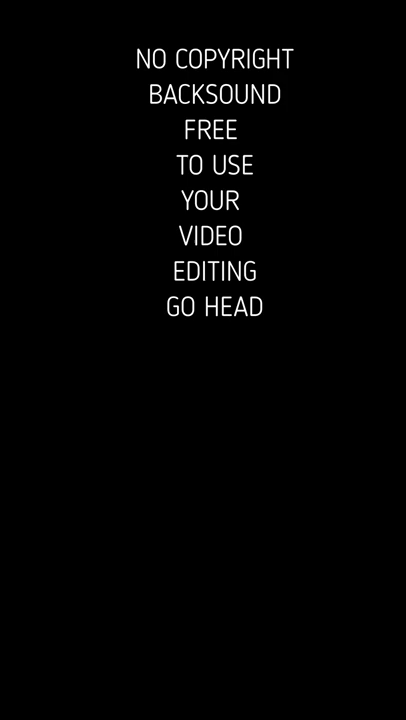 NO COPYRIGHT
BACKSOUND
FREE
TO USE
YOUR
VIDEO
EDITING
GO HEAD